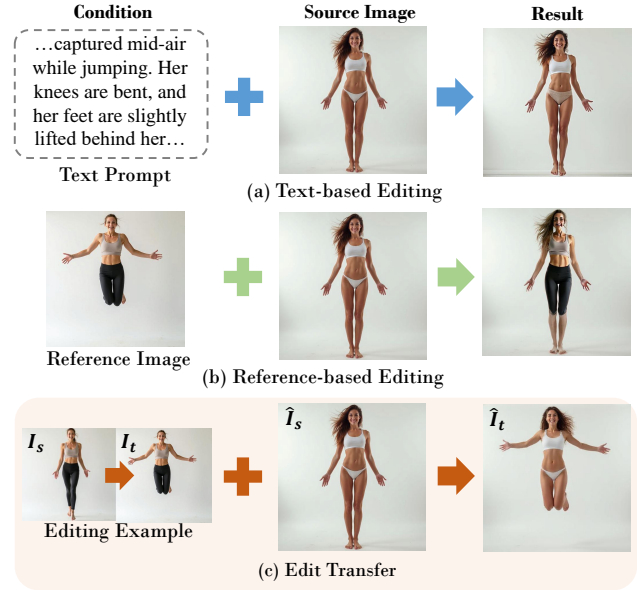 Condition
Source Image
Result
…captured mid-air
while jumping. Her
knees are bent, and
her feet are slightly
lifted behind her…
Text Prompt
(a) Text-based Editing
Reference Image
(b) Reference-based Editing
I_s
I_t
Î_s
Î_t
Editing Example
(c) Edit Transfer